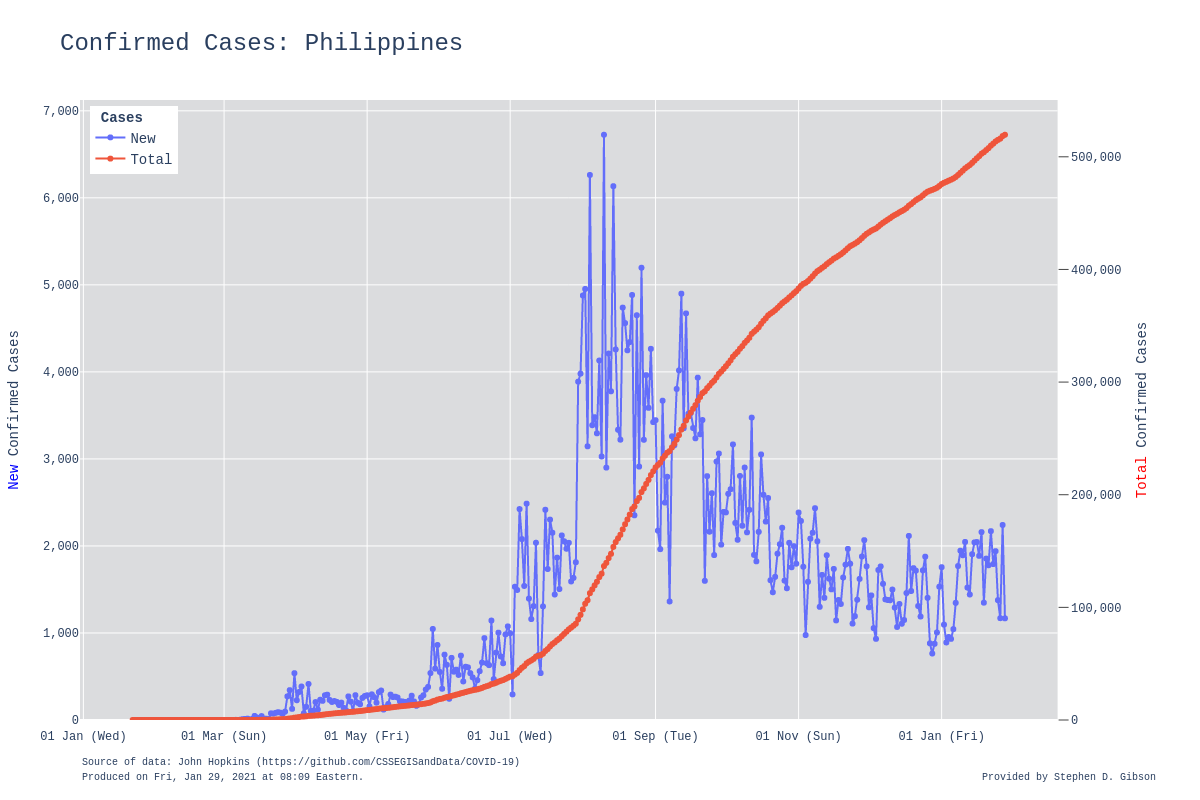 Confirmed Cases: Philippines
Cases
New
Total
7,000
6,000
5,000
4,000
3,000
2,000
1,000
0
500,000
400,000
300,000
200,000
100,000
0
New Confirmed Cases
Total Confirmed Cases
01 Jan (Wed)
01 Mar (Sun)
01 May (Fri)
01 Jul (Wed)
01 Sep (Tue)
01 Nov (Sun)
01 Jan (Fri)
Source of data: John Hopkins (https://github.com/CSSEGISandData/COVID-19)
Produced on Fri, Jan 29, 2021 at 08:09 Eastern.
Provided by Stephen D. Gibson